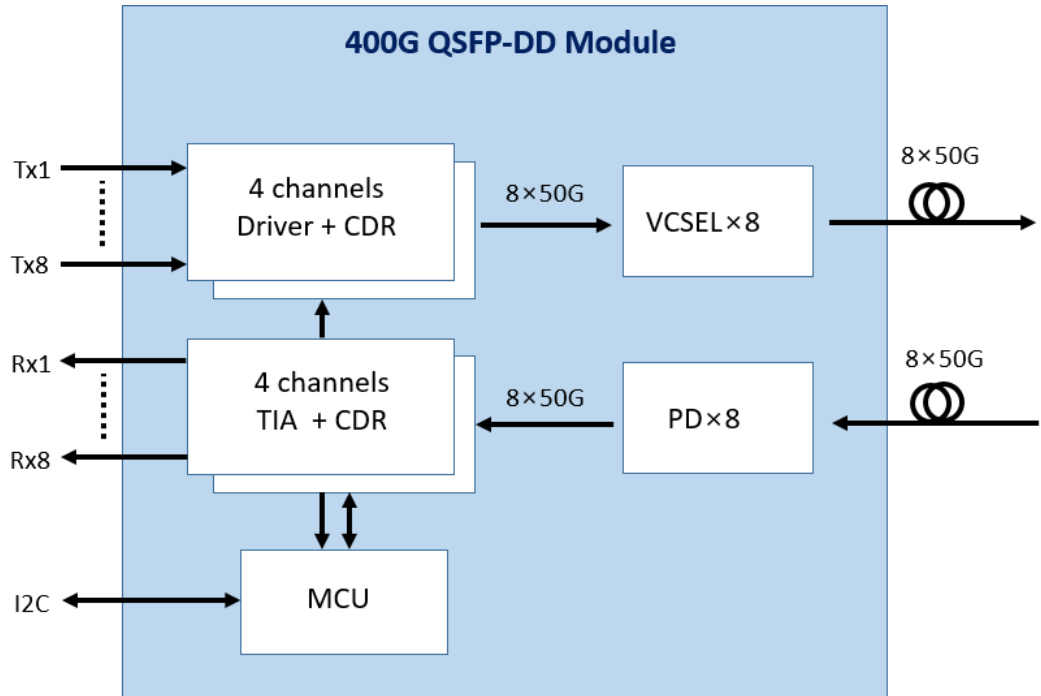 400G QSFP-DD Module
Tx1
Tx8
4 channels
Driver + CDR
8×50G
VCSEL×8
8×50G
Rx1
Rx8
4 channels
TIA + CDR
8×50G
PD×8
8×50G
I2C
MCU